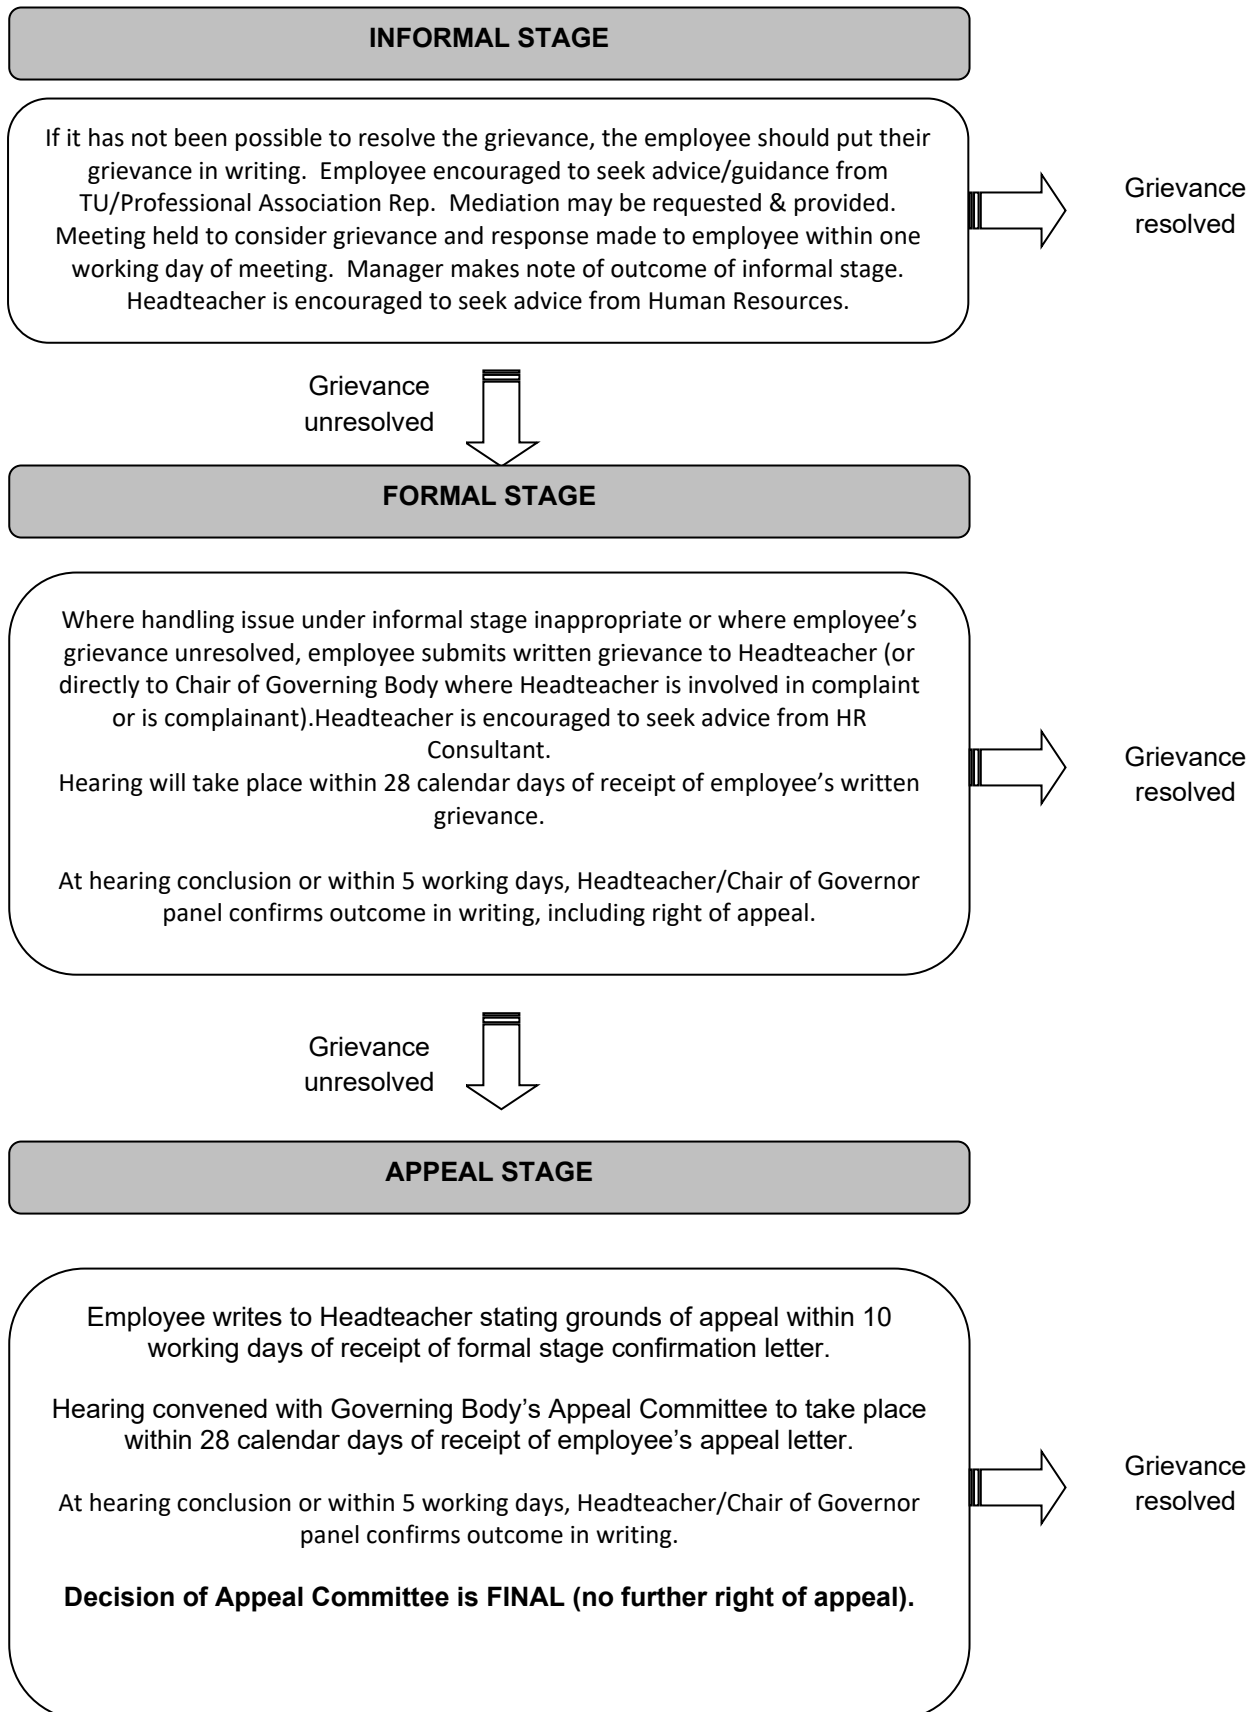 INFORMAL STAGE
If it has not been possible to resolve the grievance, the employee should put their
grievance in writing.  Employee encouraged to seek advice/guidance from
TU/Professional Association Rep.  Mediation may be requested & provided.
Meeting held to consider grievance and response made to employee within one
working day of meeting.  Manager makes note of outcome of informal stage.
Headteacher is encouraged to seek advice from Human Resources.
Grievance
resolved
Grievance
unresolved
FORMAL STAGE
Where handling issue under informal stage inappropriate or where employee’s
grievance unresolved, employee submits written grievance to Headteacher (or
directly to Chair of Governing Body where Headteacher is involved in complaint
or is complainant).Headteacher is encouraged to seek advice from HR
Consultant.
Hearing will take place within 28 calendar days of receipt of employee’s written
grievance.
At hearing conclusion or within 5 working days, Headteacher/Chair of Governor
panel confirms outcome in writing, including right of appeal.
Grievance
resolved
Grievance
unresolved
APPEAL STAGE
Employee writes to Headteacher stating grounds of appeal within 10
working days of receipt of formal stage confirmation letter.
Hearing convened with Governing Body’s Appeal Committee to take place
within 28 calendar days of receipt of employee’s appeal letter.
At hearing conclusion or within 5 working days, Headteacher/Chair of Governor
panel confirms outcome in writing.
Decision of Appeal Committee is FINAL (no further right of appeal).
Grievance
resolved